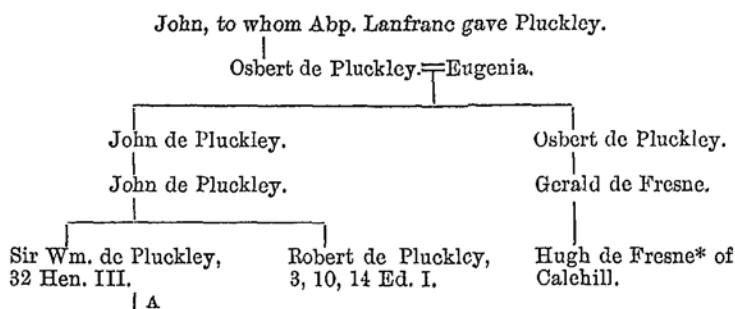 John, to whom Abp. Lanfranc gave Pluckley.
Osbert de Pluckley.=Eugenia.
John de Pluckley. Osbert de Pluckley.
John de Pluckley. Gerald de Fresne.
Sir Wm. de Pluckley, Robert de Pluckley, Hugh de Fresne* of
32 Hen. III. 3, 10, 14 Ed. I. Calehill.
A